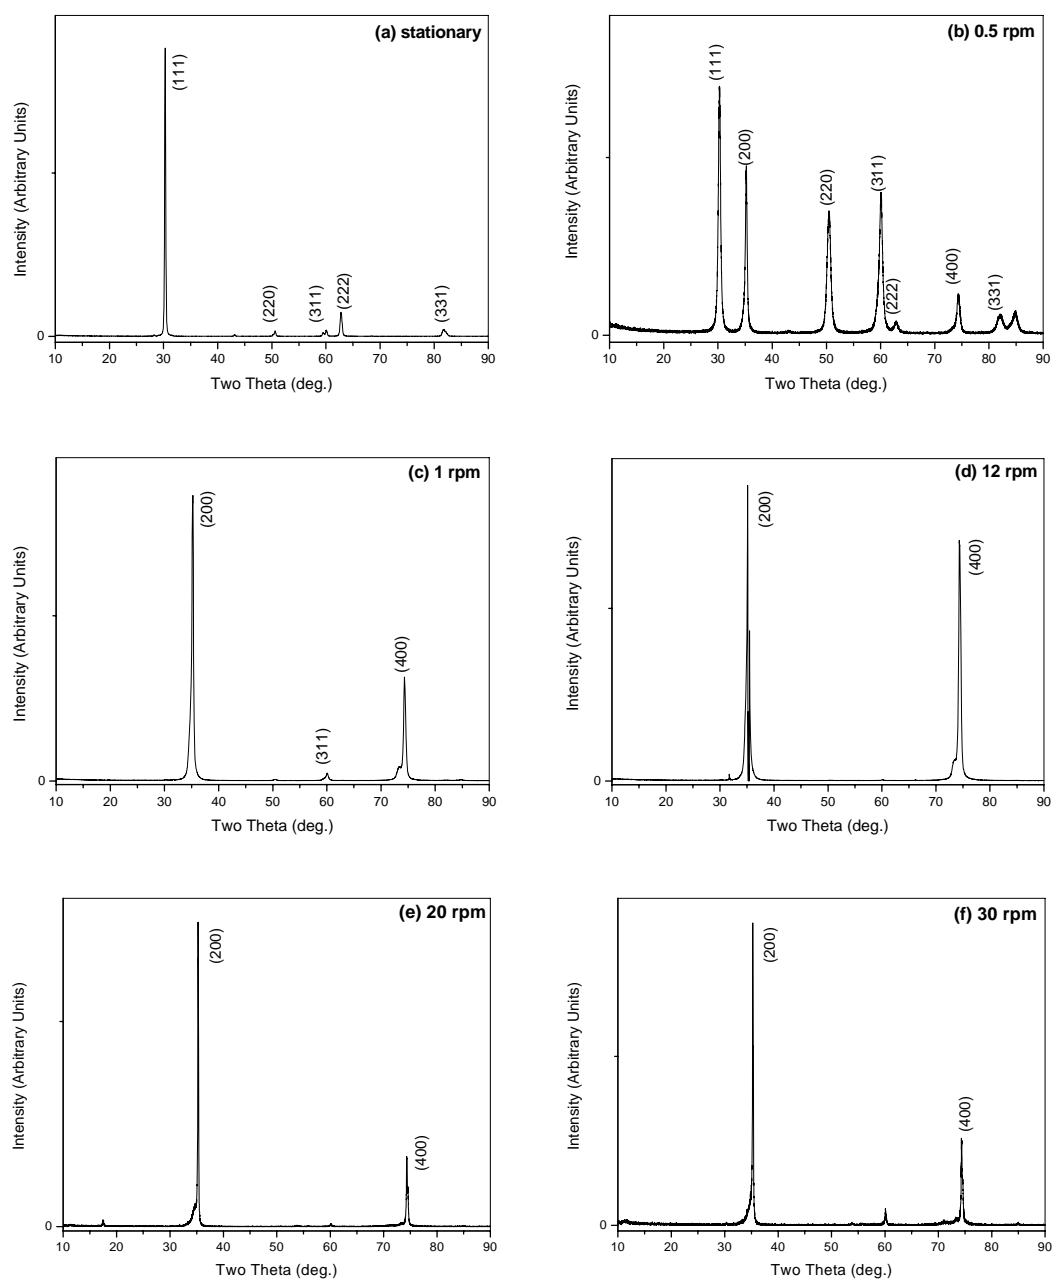 (a) stationary
Intensity (Arbitrary Units)
(111)
(220)
(311)
(222)
(331)
0
10 20 30 40 50 60 70 80 90
Two Theta (deg.)
(b) 0.5 rpm
Intensity (Arbitrary Units)
(111)
(200)
(220)
(311)
(222)
(400)
(331)
0
10 20 30 40 50 60 70 80 90
Two Theta (deg.)
(c) 1 rpm
Intensity (Arbitrary Units)
(200)
(311)
(400)
0
10 20 30 40 50 60 70 80 90
Two Theta (deg.)
(d) 12 rpm
Intensity (Arbitrary Units)
(200)
(400)
0
10 20 30 40 50 60 70 80 90
Two Theta (deg.)
(e) 20 rpm
Intensity (Arbitrary Units)
(200)
(400)
0
10 20 30 40 50 60 70 80 90
Two Theta (deg.)
(f) 30 rpm
Intensity (Arbitrary Units)
(200)
(400)
0
10 20 30 40 50 60 70 80 90
Two Theta (deg.)